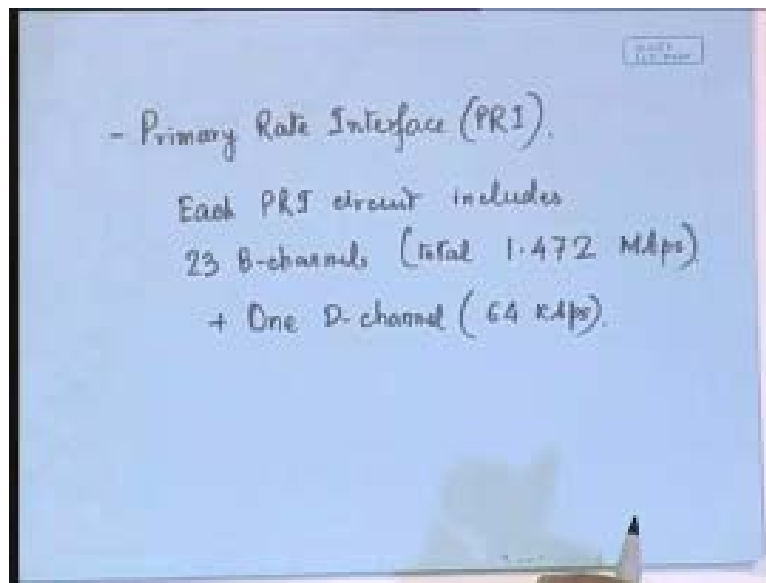 - Primary Rate Interface (PRI).
Each PRI circuit includes
23 B-channels (total 1.472 Mbps)
+ One D-channel (64 Kbps).